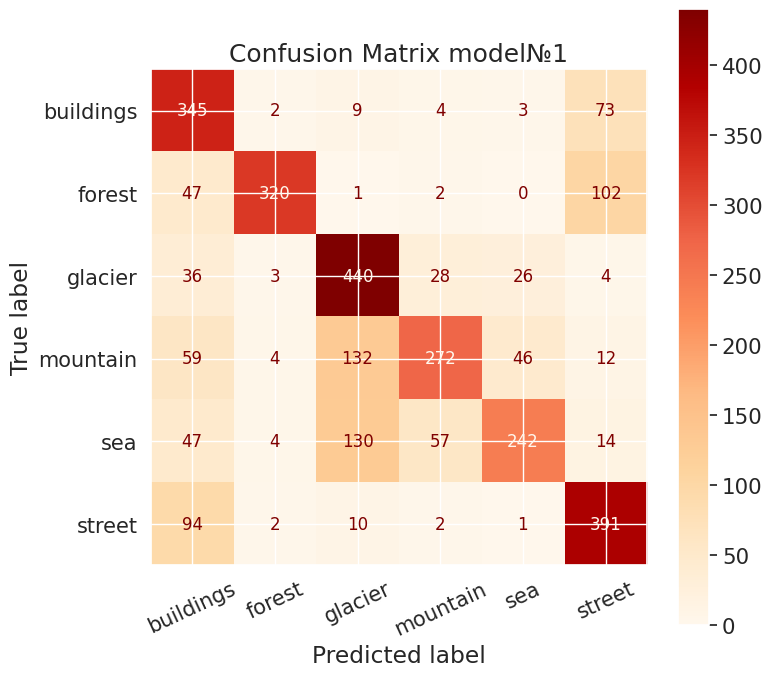 Confusion Matrix model№1
True label
buildings 345 2 9 4 3 73
forest 47 320 1 2 0 102
glacier 36 3 440 28 26 4
mountain 59 4 132 272 46 12
sea 47 4 130 57 242 14
street 94 2 10 2 1 391
buildings forest glacier mountain sea street
Predicted label
400
350
300
250
200
150
100
50
0